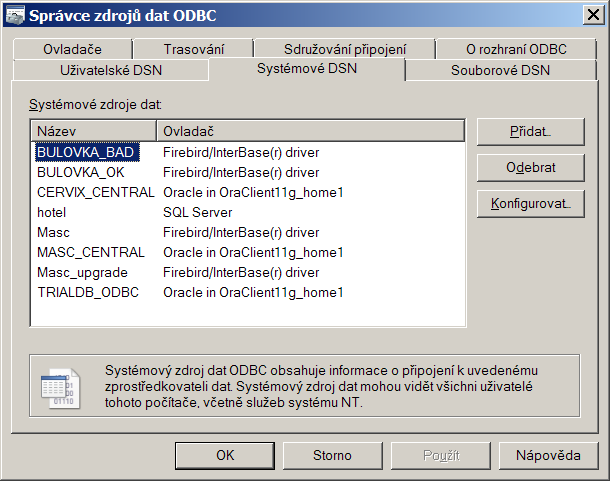 Správce zdrojů dat ODBC
Ovladače Trasování Sdružování připojení O rozhraní ODBC
Uživatelské DSN Systémové DSN Souborové DSN
Systémové zdroje dat:
Název Ovladač
BULOVKA_BAD Firebird/InterBase(r) driver
BULOVKA_OK Firebird/InterBase(r) driver
CERVIX_CENTRAL Oracle in OraClient11g_home1
hotel SQL Server
Masc Firebird/InterBase(r) driver
MASC_CENTRAL Oracle in OraClient11g_home1
Masc_upgrade Firebird/InterBase(r) driver
TRIALDB_ODBC Oracle in OraClient11g_home1
Přidat...
Odebrat
Konfigurovat...
Systémový zdroj dat ODBC obsahuje informace o připojení k uvedenému
zprostředkovateli dat. Systémový zdroj dat mohou vidět všichni uživatelé
tohoto počítače, včetně služeb systému NT.
OK Storno Použít Nápověda